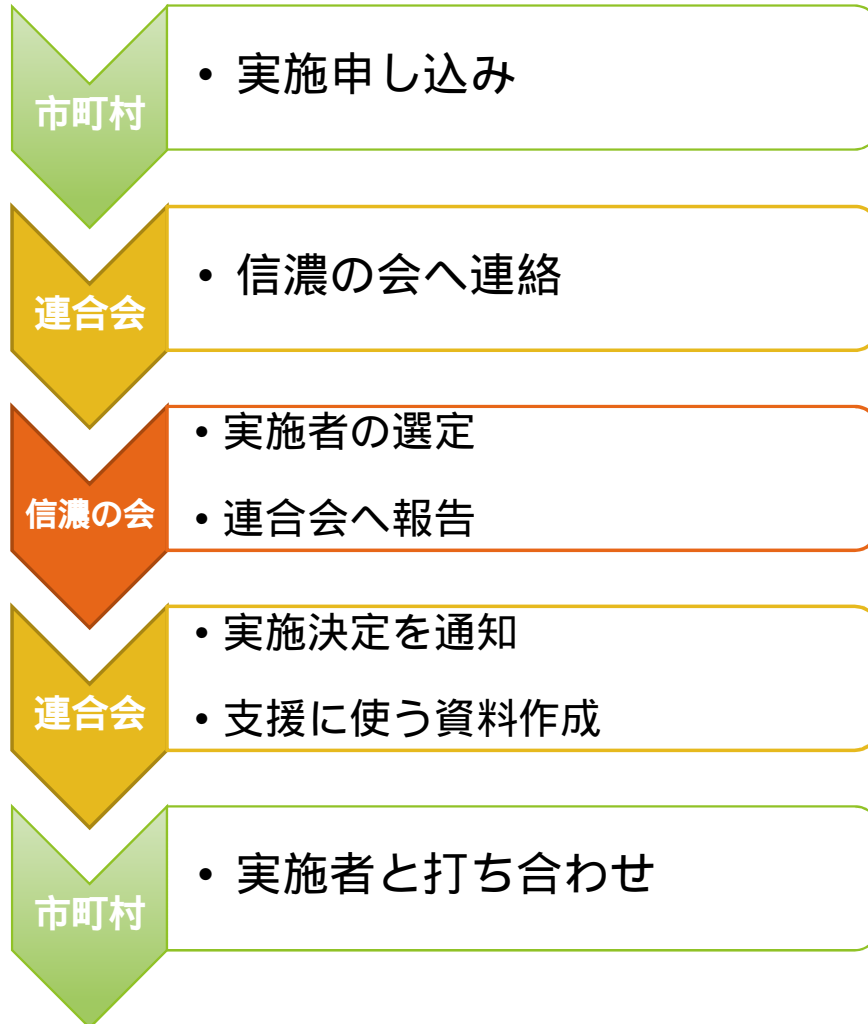 市町村
• 実施申し込み
連合会
• 信濃の会へ連絡
信濃の会
• 実施者の選定
• 連合会へ報告
連合会
• 実施決定を通知
• 支援に使う資料作成
市町村
• 実施者と打ち合わせ